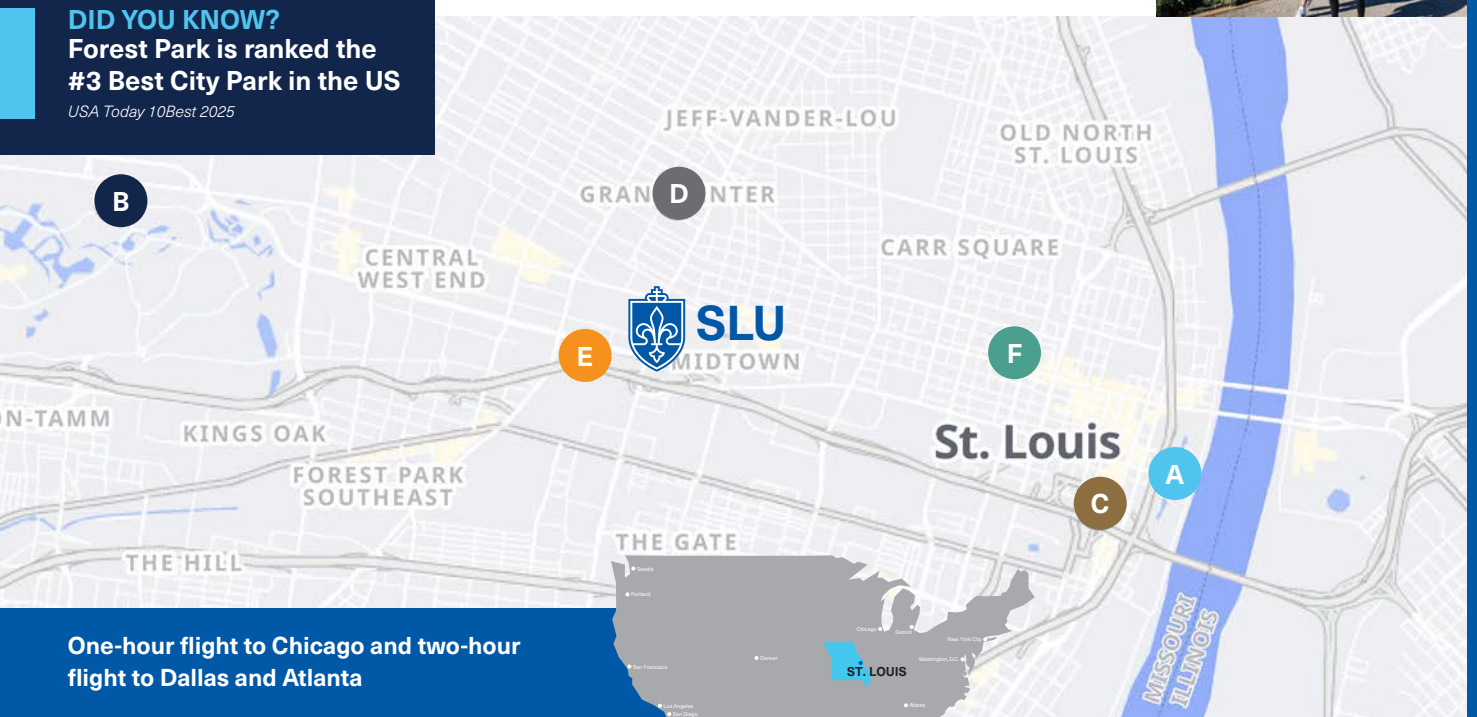 DID YOU KNOW?
Forest Park is ranked the
#3 Best City Park in the US
USA Today 10Best 2025
JEFF-VANDER-LOU
OLD NORTH
ST. LOUIS
B
GRAN
D
NTER
CARR SQUARE
CENTRAL
WEST END
SLU
E
MIDTOWN
F
N-TAMM
KINGS OAK
St. Louis
FOREST PARK
SOUTHEAST
A
C
THE GATE
THE HILL
Seattle
Portland
Chicago
Detroit
New York City
Denver
Washington, D.C.
San Francisco
ST. LOUIS
Los Angeles
San Diego
Atlanta
MISSOURI
ILLINOIS
One-hour flight to Chicago and two-hour
flight to Dallas and Atlanta